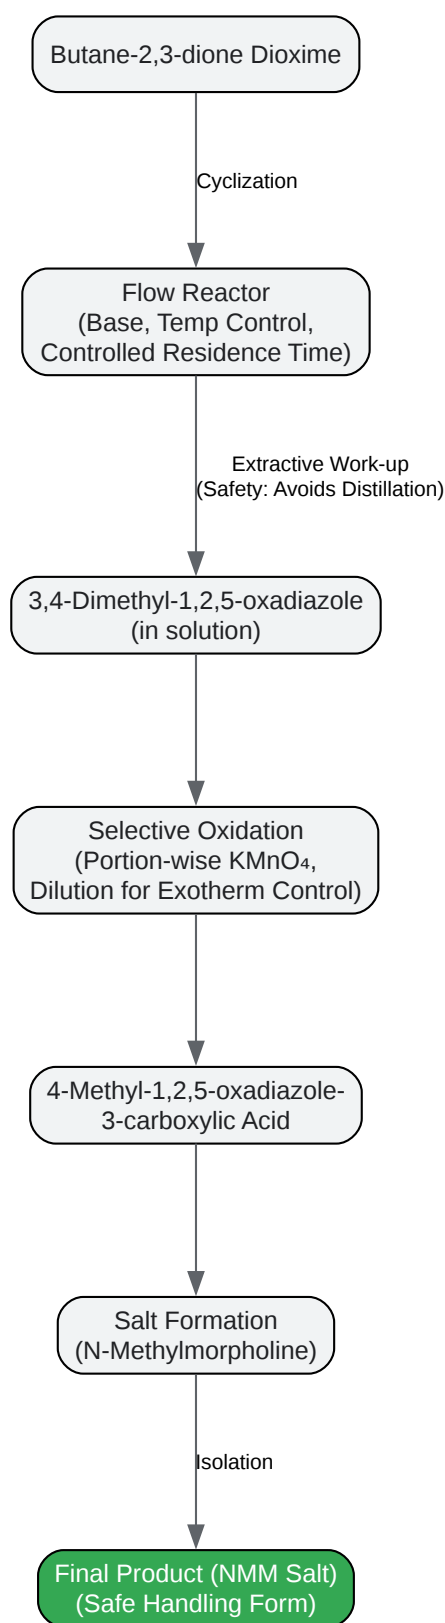 Butane-2,3-dione Dioxime
Cyclization
Flow Reactor
(Base, Temp Control,
Controlled Residence Time)
Extractive Work-up
(Safety: Avoids Distillation)
3,4-Dimethyl-1,2,5-oxadiazole
(in solution)
Selective Oxidation
(Portion-wise KMnO₄,
Dilution for Exotherm Control)
4-Methyl-1,2,5-oxadiazole-
3-carboxylic Acid
Salt Formation
(N-Methylmorpholine)
Isolation
Final Product (NMM Salt)
(Safe Handling Form)